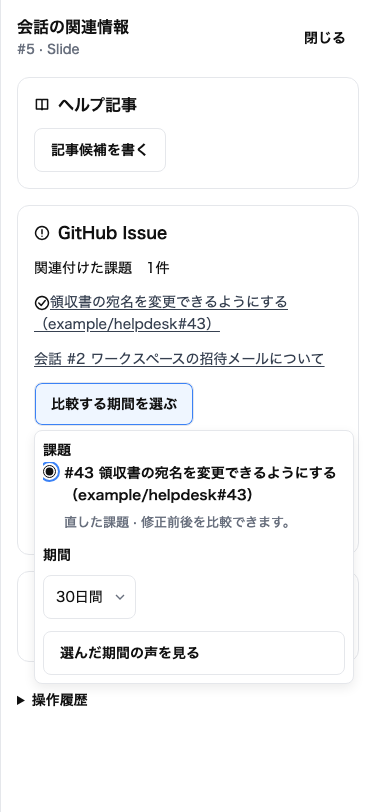 会話の関連情報
#5 · Slide
閉じる
ヘルプ記事
記事候補を書く
GitHub Issue
関連付けた課題　1件
領収書の宛名を変更できるようにする
（example/helpdesk#43）
会話 #2 ワークスペースの招待メールについて
比較する期間を選ぶ
課題
#43 領収書の宛名を変更できるようにする
（example/helpdesk#43）
直した課題 · 修正前後を比較できます。
期間
30日間
選んだ期間の声を見る
操作履歴